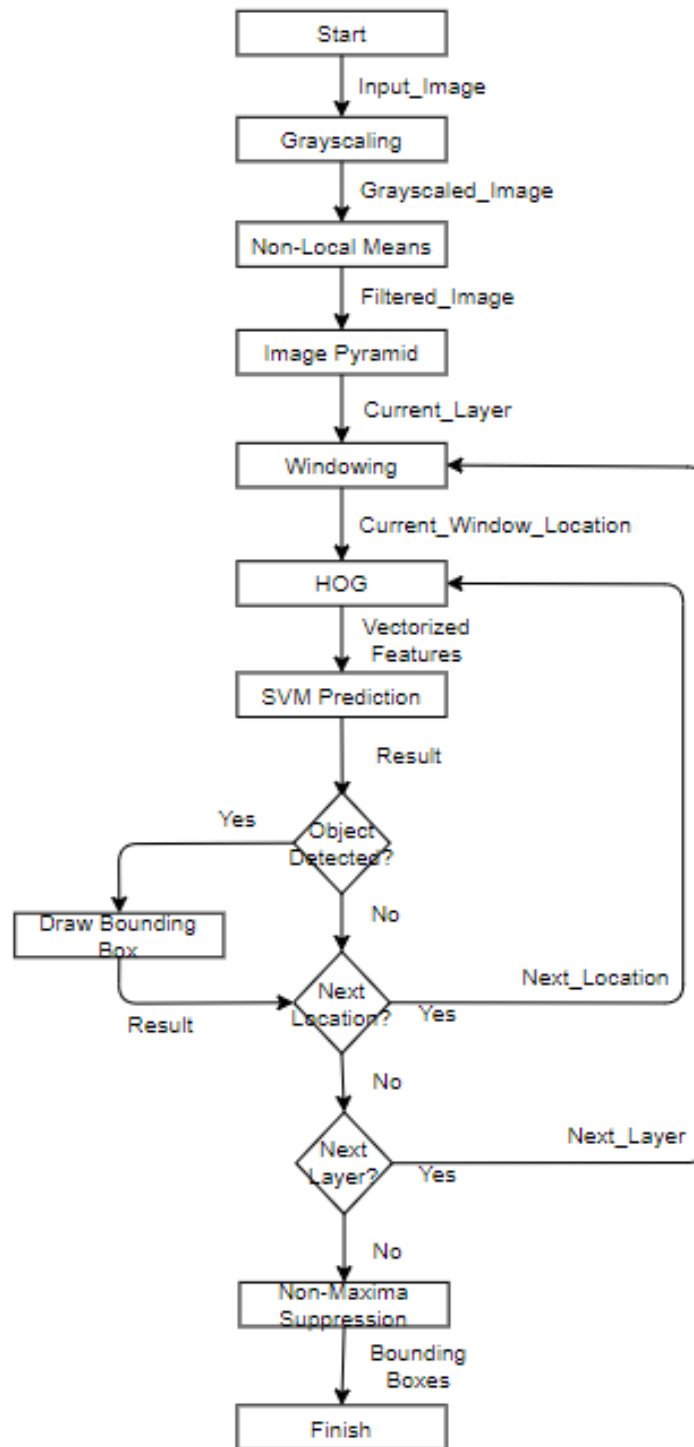 Start
Input_Image
Grayscaling
Grayscaled_Image
Non-Local Means
Filtered_Image
Image Pyramid
Current_Layer
Windowing
Current_Window_Location
HOG
Vectorized
Features
SVM Prediction
Result
Yes
Object
Detected?
No
Draw Bounding
Box
Result
Next
Location?
Yes
Next_Location
No
Next
Layer?
Yes
Next_Layer
No
Non-Maxima
Suppression
Bounding
Boxes
Finish